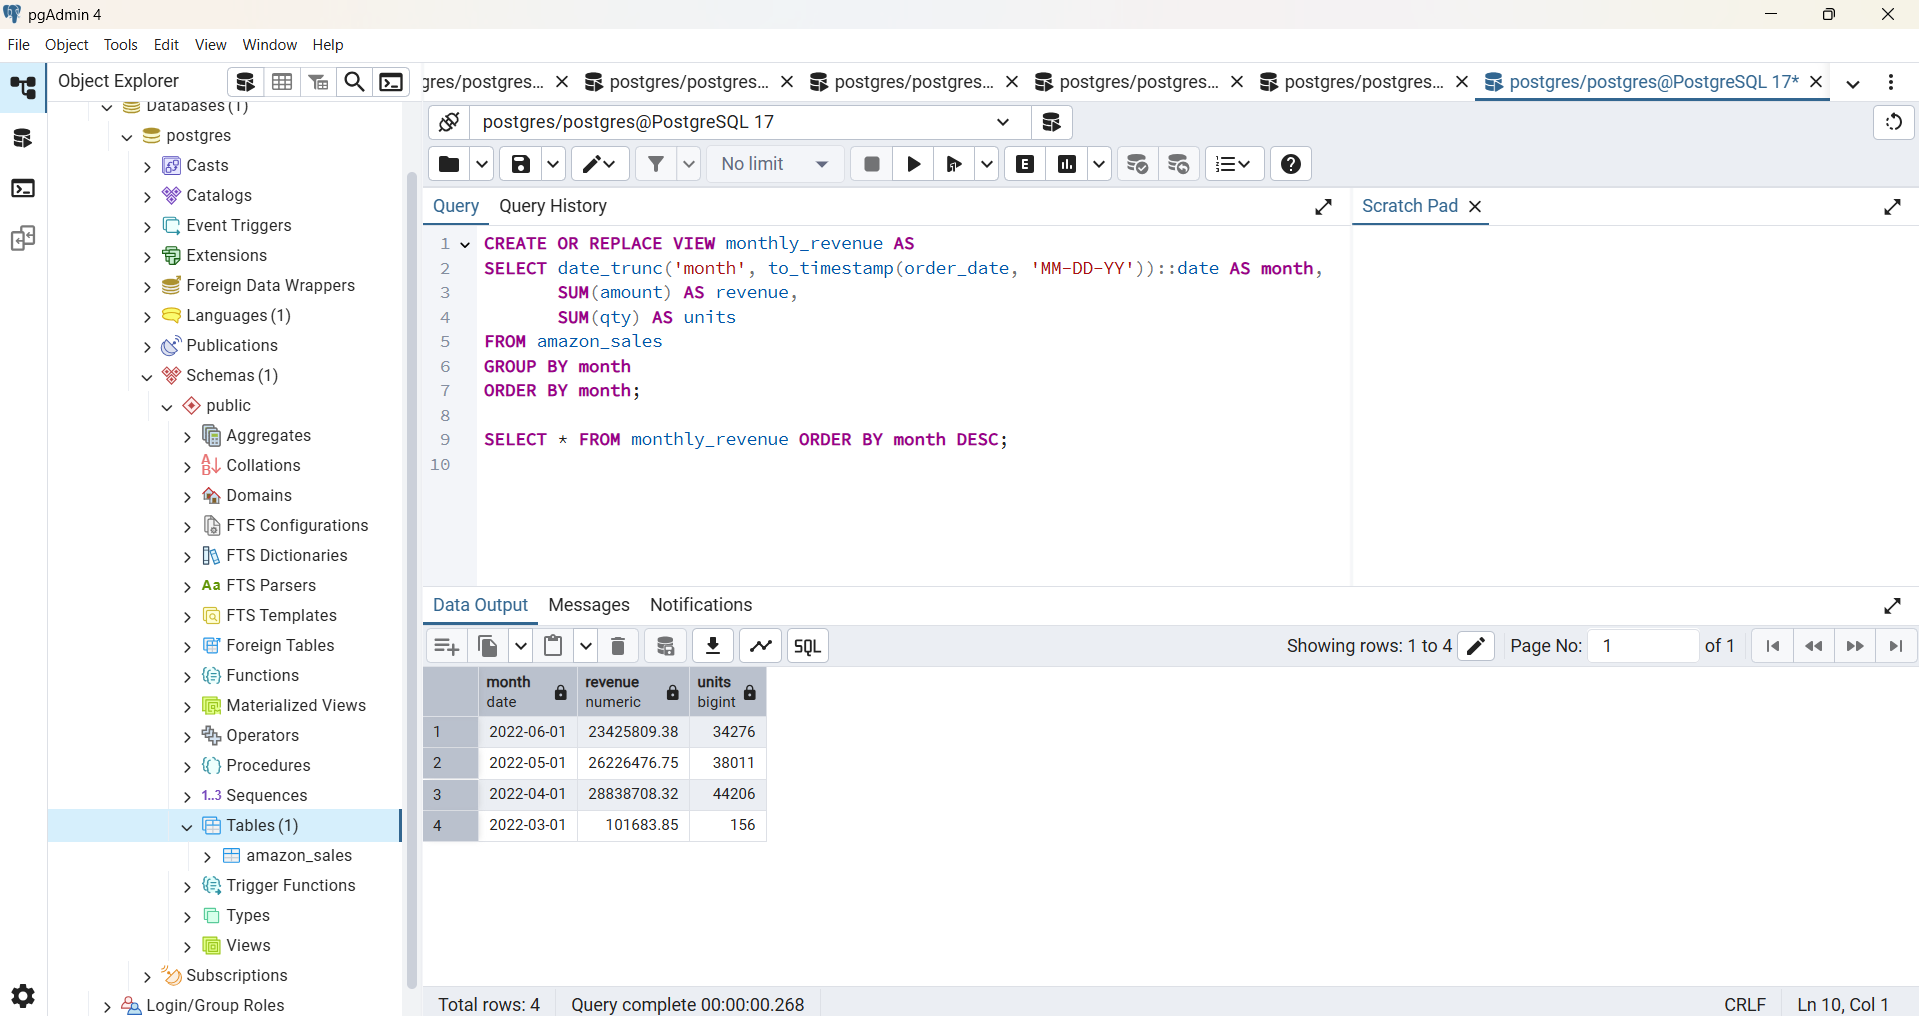 pgAdmin 4
File Object Tools Edit View Window Help
Object Explorer
gres/postgres... postgres/postgres... postgres/postgres... postgres/postgres... postgres/postgres... postgres/postgres@PostgreSQL 17*
Databases (1)
postgres
Casts
Catalogs
Event Triggers
Extensions
Foreign Data Wrappers
Languages (1)
Publications
Schemas (1)
public
Aggregates
Collations
Domains
FTS Configurations
FTS Dictionaries
Aa FTS Parsers
FTS Templates
Foreign Tables
Functions
Materialized Views
Operators
Procedures
1..3 Sequences
Tables (1)
amazon_sales
Trigger Functions
Types
Views
Subscriptions
Login/Group Roles
postgres/postgres@PostgreSQL 17
No limit E
Query Query History
Scratch Pad
1 CREATE OR REPLACE VIEW monthly_revenue AS
2 SELECT date_trunc('month', to_timestamp(order_date, 'MM-DD-YY'))::date AS month,
3 SUM(amount) AS revenue,
4 SUM(qty) AS units
5 FROM amazon_sales
6 GROUP BY month
7 ORDER BY month;
8
9 SELECT * FROM monthly_revenue ORDER BY month DESC;
10
Data Output Messages Notifications
SQL Showing rows: 1 to 4 Page No: 1 of 1
month revenue units
date numeric bigint
1 2022-06-01 23425809.38 34276
2 2022-05-01 26226476.75 38011
3 2022-04-01 28838708.32 44206
4 2022-03-01 101683.85 156
Total rows: 4 Query complete 00:00:00.268 CRLF Ln 10, Col 1